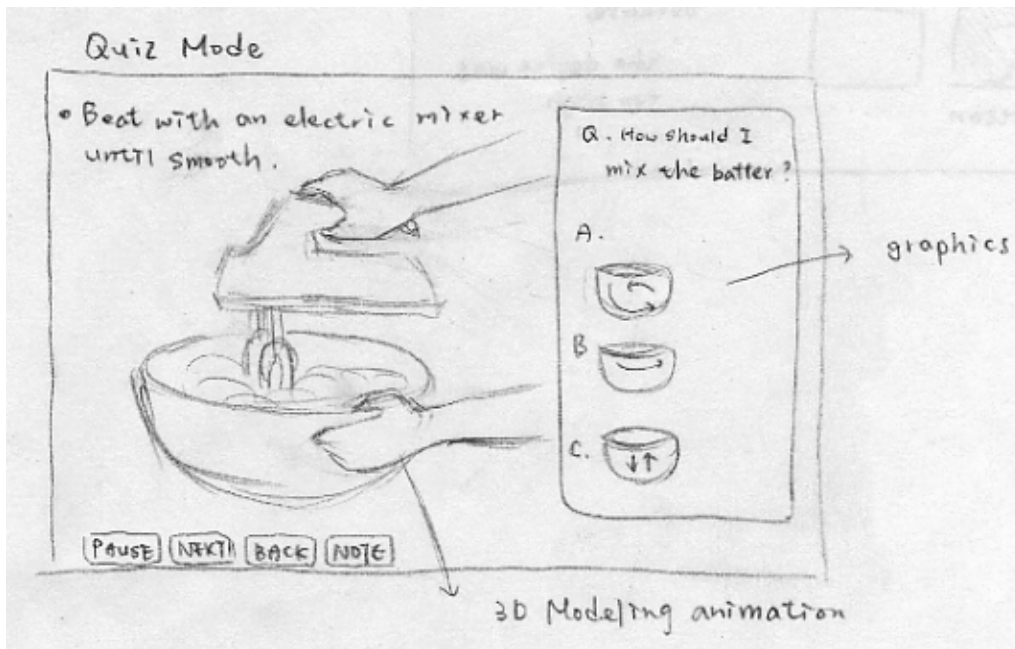 Quiz Mode
• Beat with an electric mixer
until smooth.
Q. How should I
mix the batter?
A.
B
C.
graphics
PAUSE NEXT BACK NOTE
3D Modeling animation